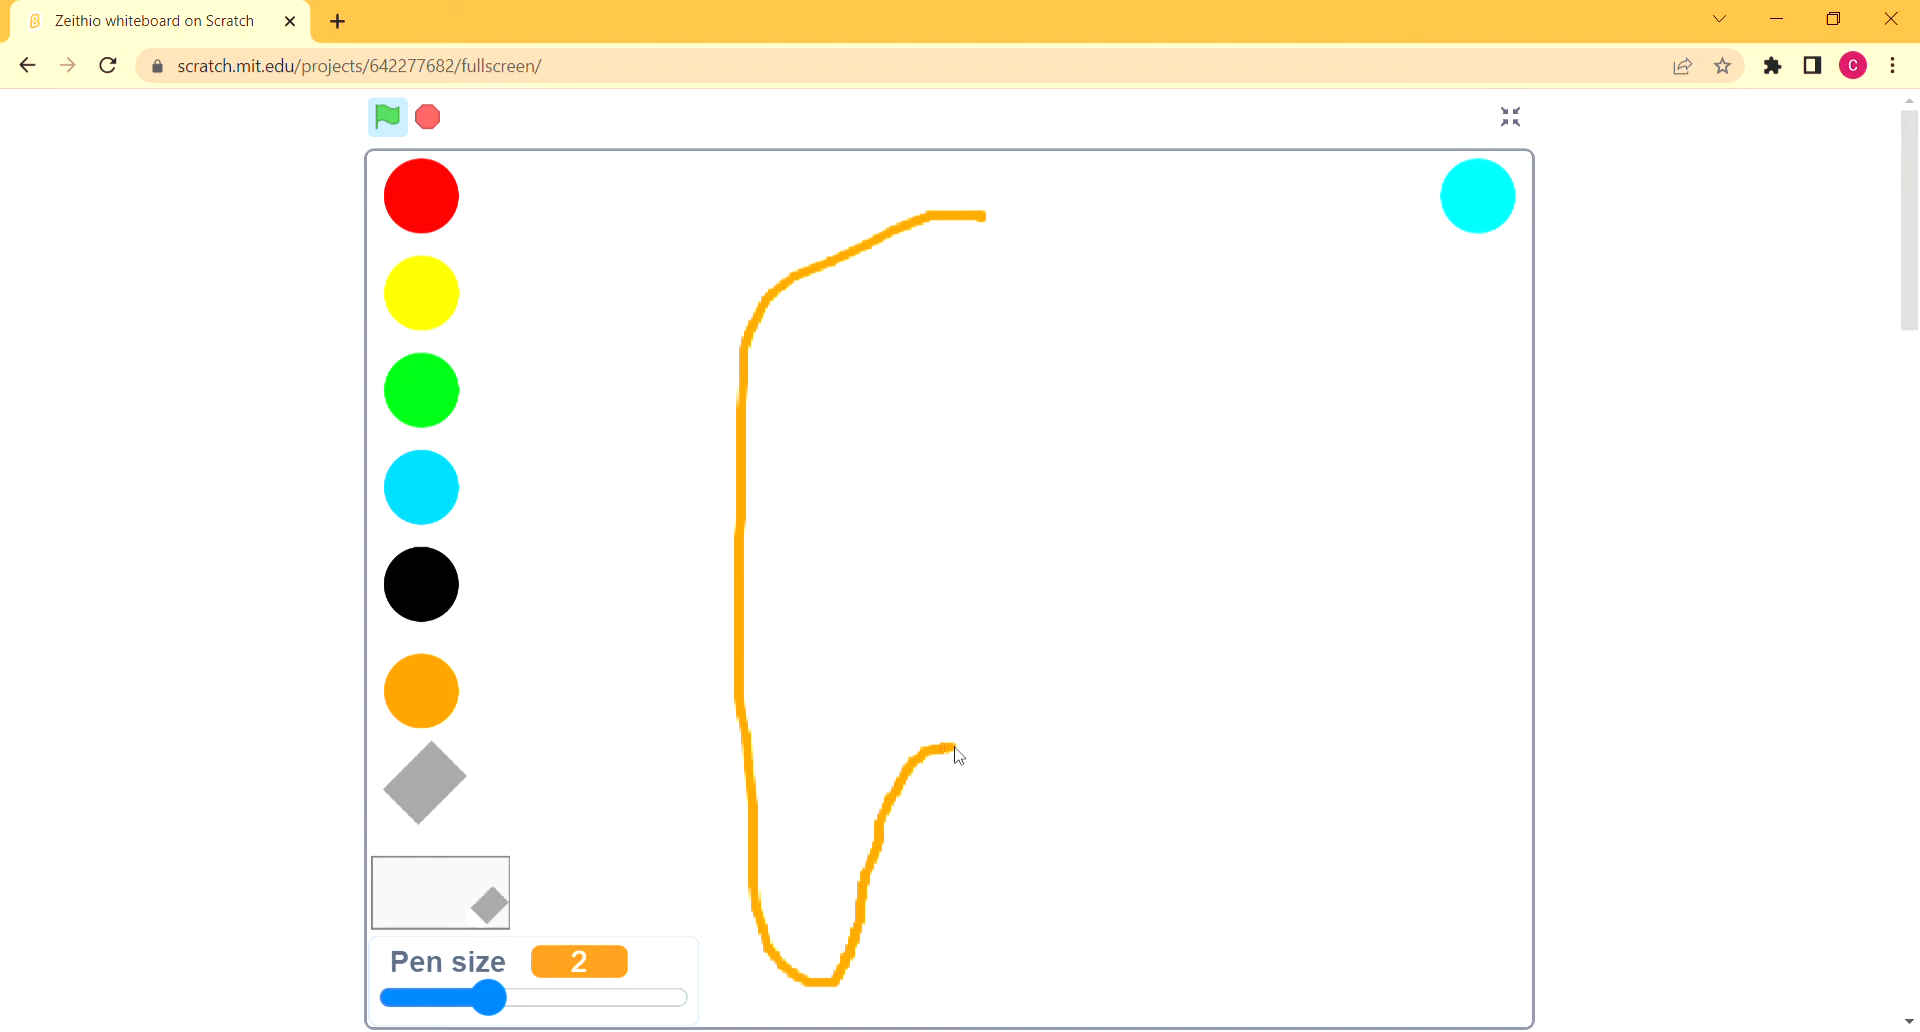 Zeithio whiteboard on Scratch
scratch.mit.edu/projects/642277682/fullscreen/
C
Pen size 2